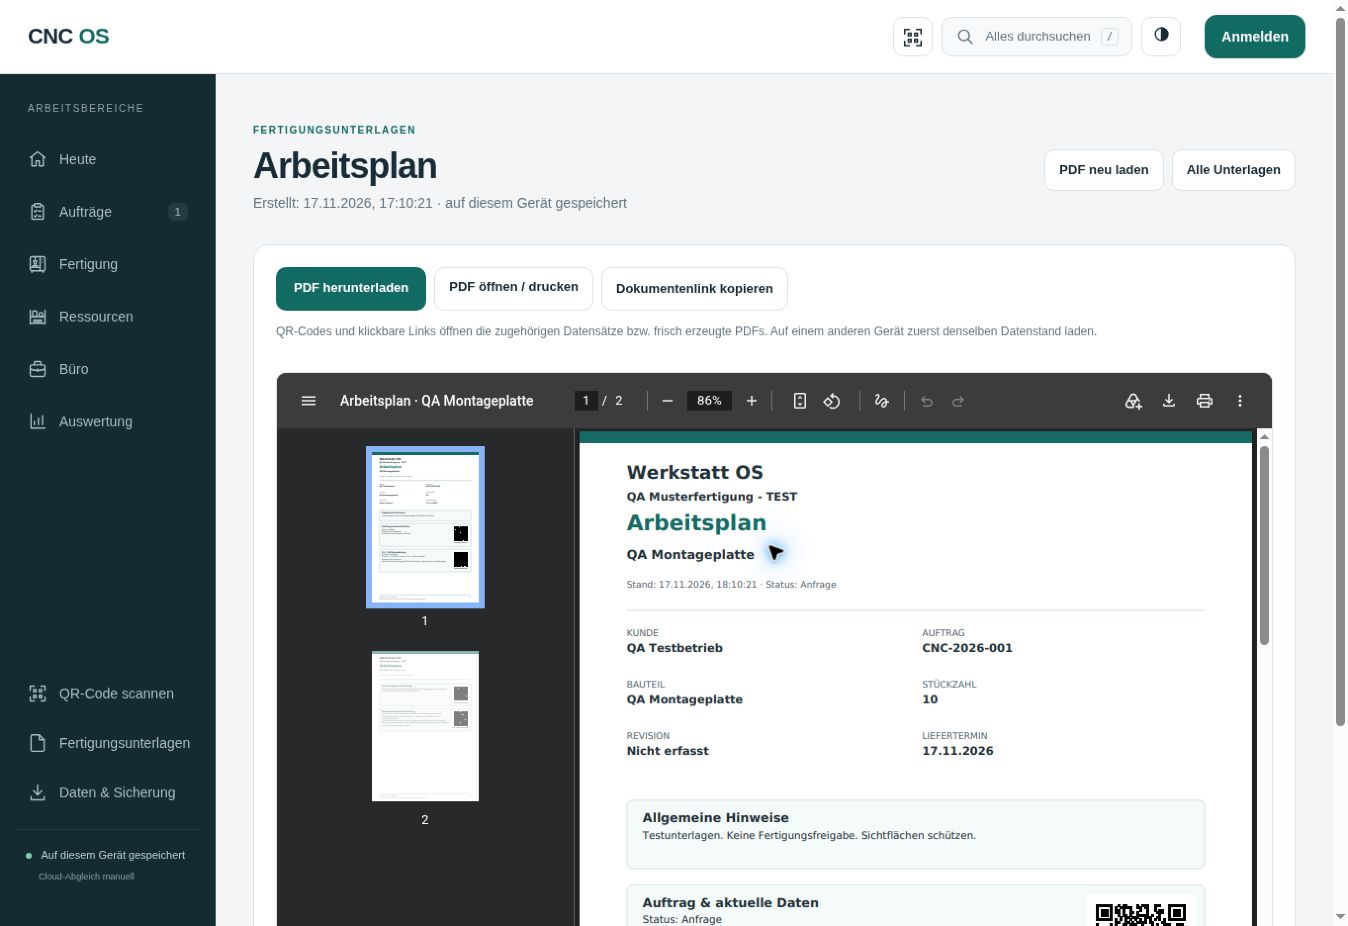 CNC OS
Alles durchsuchen /
Anmelden
ARBEITSBEREICHE
Heute
Aufträge 1
Fertigung
Ressourcen
Büro
Auswertung
QR-Code scannen
Fertigungsunterlagen
Daten & Sicherung
Auf diesem Gerät gespeichert
Cloud-Abgleich manuell
FERTIGUNGSUNTERLAGEN
Arbeitsplan
Erstellt: 17.11.2026, 17:10:21 · auf diesem Gerät gespeichert
PDF neu laden
Alle Unterlagen
PDF herunterladen
PDF öffnen / drucken
Dokumentenlink kopieren
QR-Codes und klickbare Links öffnen die zugehörigen Datensätze bzw. frisch erzeugte PDFs. Auf einem anderen Gerät zuerst denselben Datenstand laden.
Arbeitsplan · QA Montageplatte
1 / 2
86%
1
2
Werkstatt OS
QA Musterfertigung - TEST
Arbeitsplan
QA Montageplatte
Stand: 17.11.2026, 18:10:21 · Status: Anfrage
KUNDE
QA Testbetrieb
AUFTRAG
CNC-2026-001
BAUTEIL
QA Montageplatte
STÜCKZAHL
10
REVISION
Nicht erfasst
LIEFERTERMIN
17.11.2026
Allgemeine Hinweise
Testunterlagen. Keine Fertigungsfreigabe. Sichtflächen schützen.
Auftrag & aktuelle Daten
Status: Anfrage